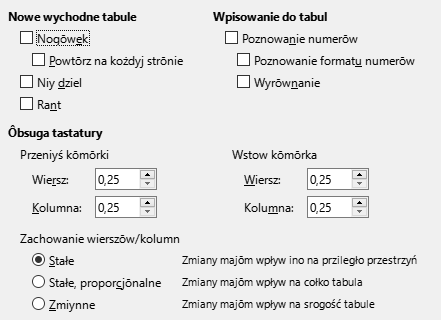 Nowe wychodne tabule
Nogōwek
Powtōrz na kożdyj strōnie
Niy dziel
Rant
Wpisowanie do tabul
Poznowanie numerōw
Poznowanie formatu numerōw
Wyrōwnanie
Ôbsuga tastatury
Przeniyś kōmōrki
Wiersz: 0,25
Kolumna: 0,25
Wstow kōmōrka
Wiersz: 0,25
Kolumna: 0,25
Zachowanie wierszōw/kolumn
Stałe Zmiany majōm wpływ ino na prziległo przestrzyń
Stałe, proporcjōnalne Zmiany majōm wpływ na cołko tabula
Zmiynne Zmiany majōm wpływ na srogość tabule